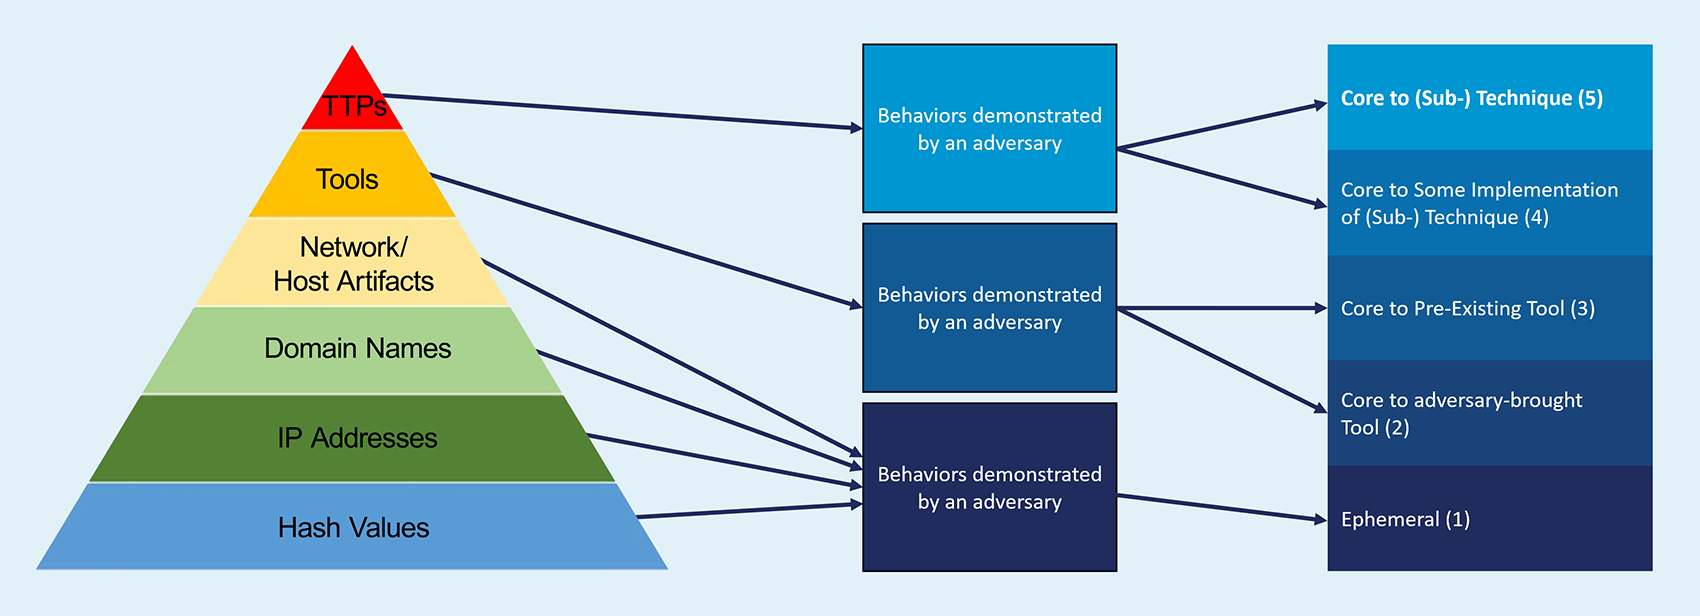 TTPs
Tools
Network/
Host Artifacts
Domain Names
IP Addresses
Hash Values
Behaviors demonstrated
by an adversary
Behaviors demonstrated
by an adversary
Behaviors demonstrated
by an adversary
Core to (Sub-) Technique (5)
Core to Some Implementation
of (Sub-) Technique (4)
Core to Pre-Existing Tool (3)
Core to adversary-brought
Tool (2)
Ephemeral (1)